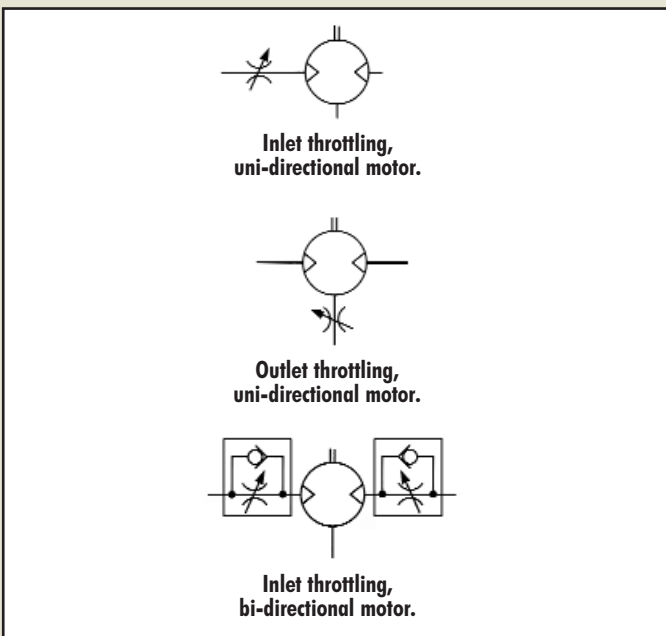 Inlet throttling,
uni-directional motor.
Outlet throttling,
uni-directional motor.
Inlet throttling,
bi-directional motor.